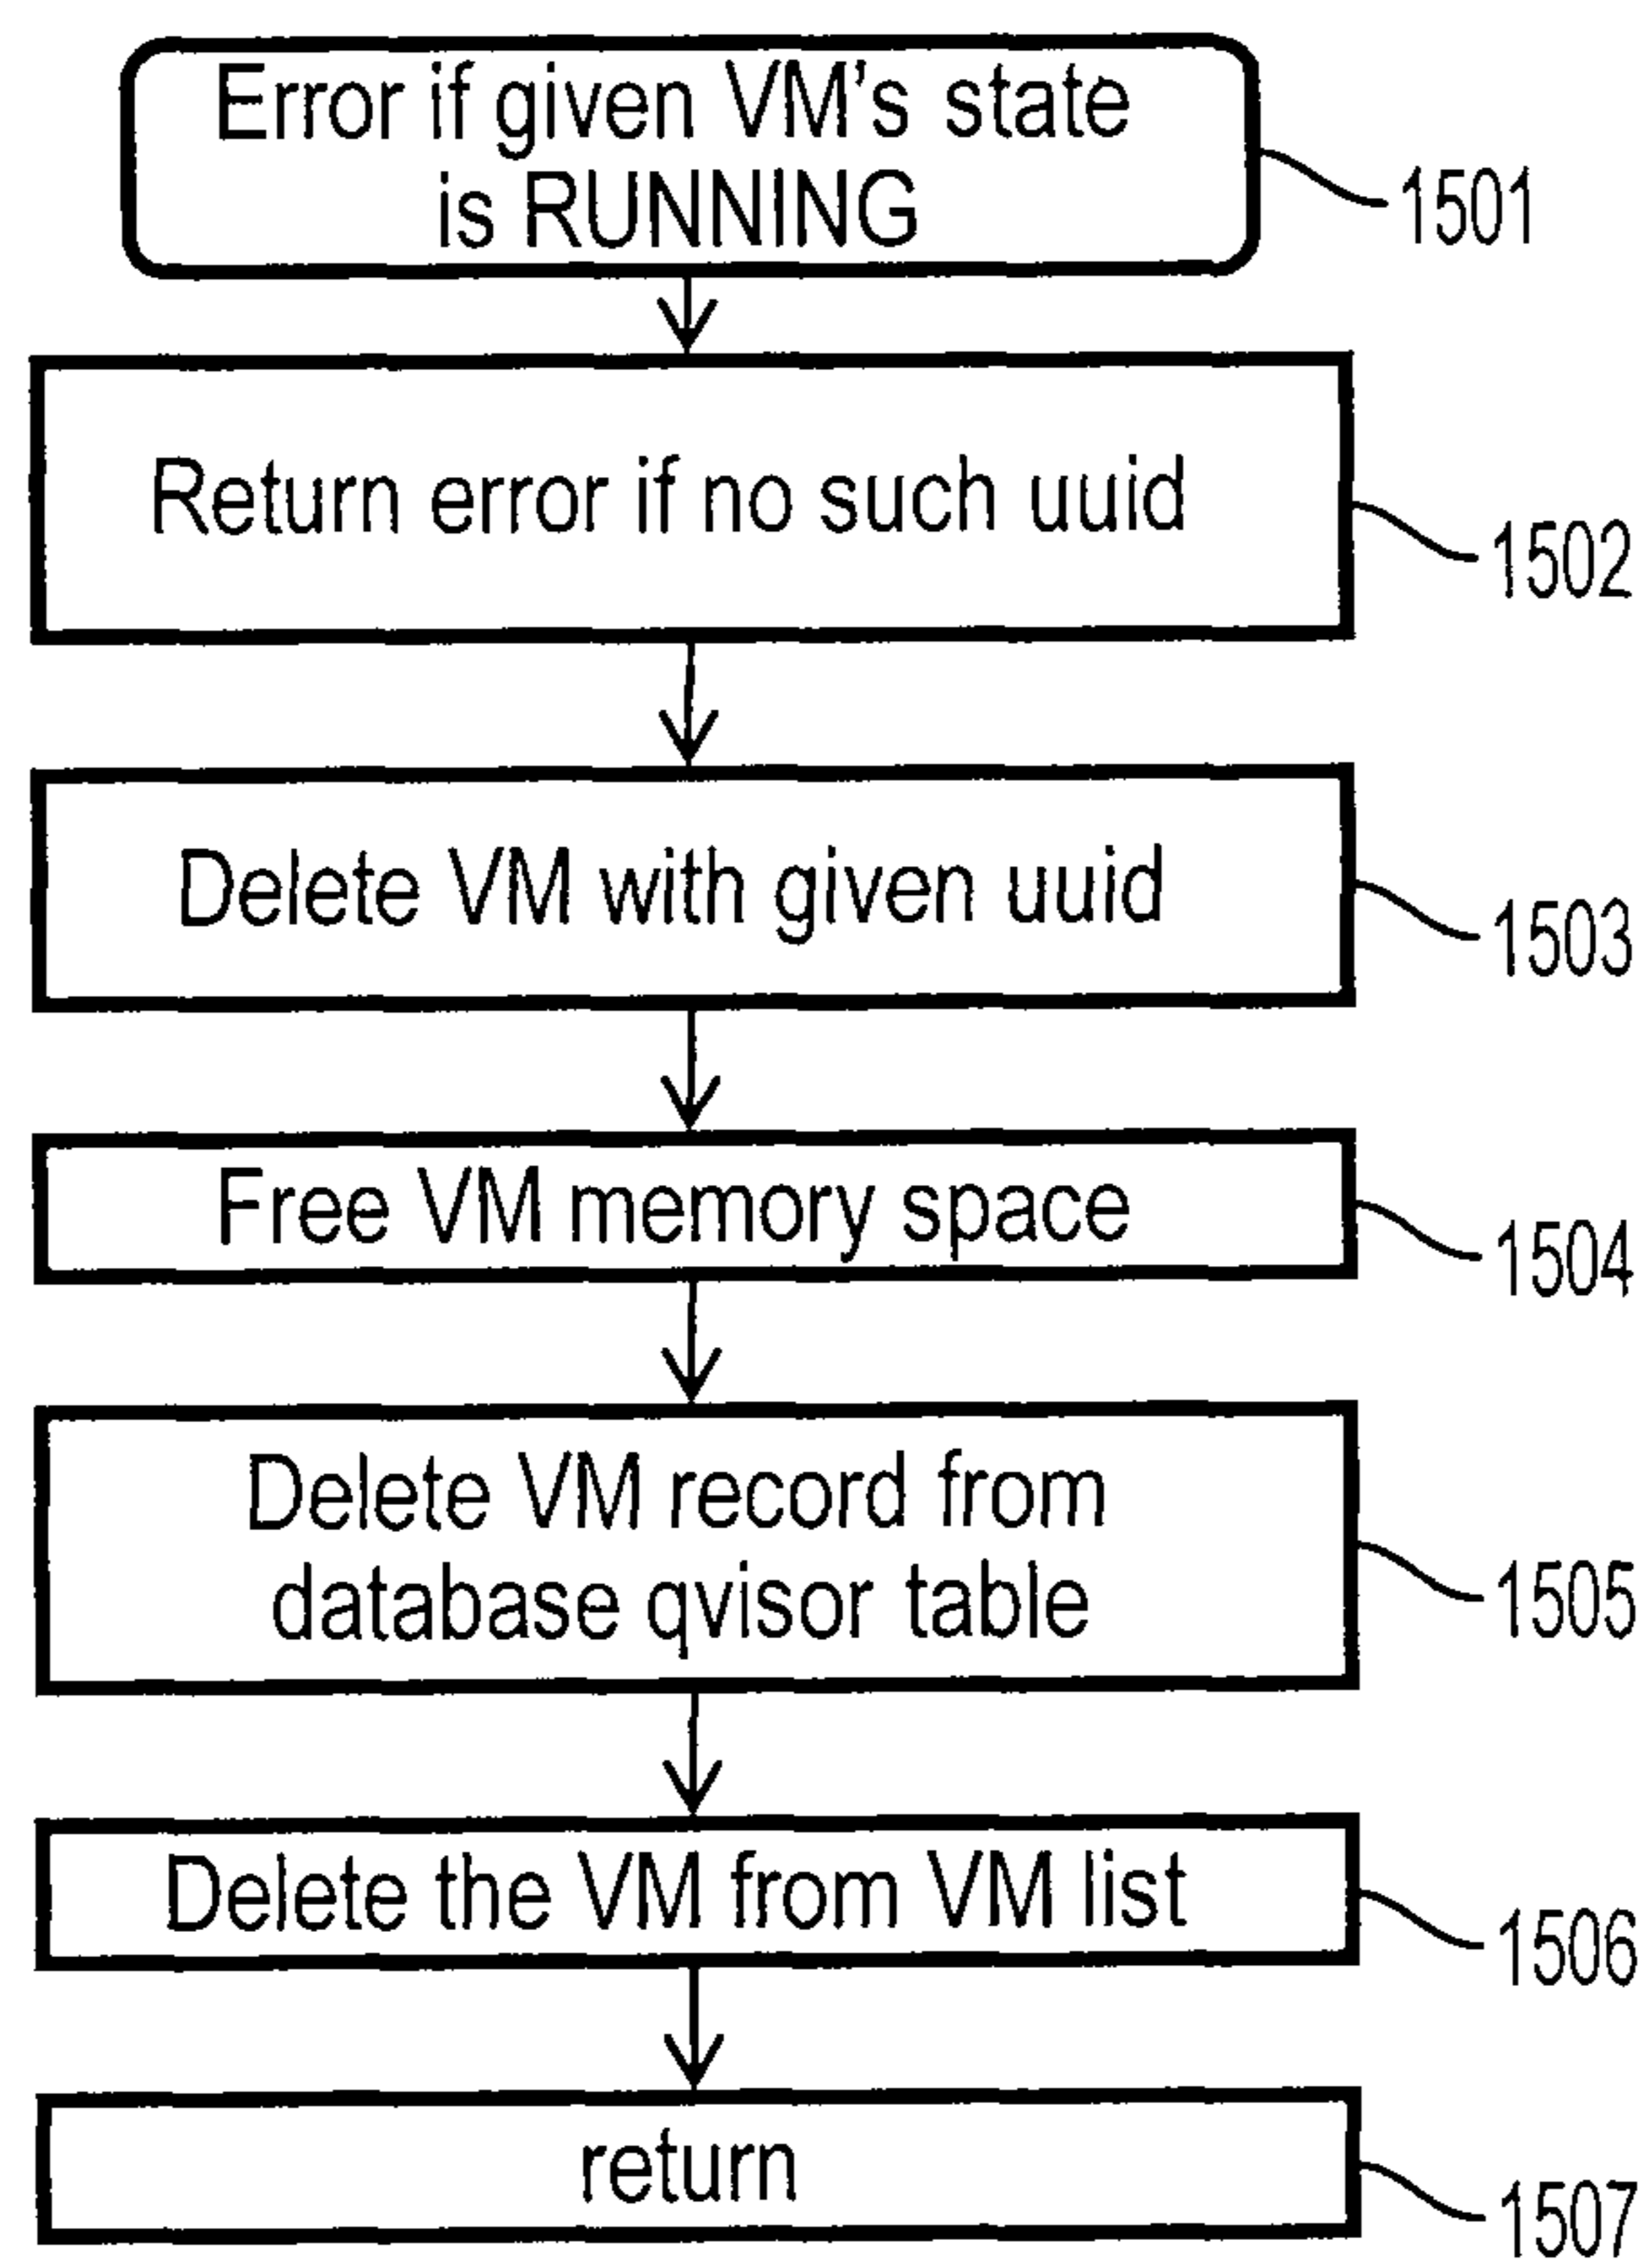 Error if given VM's state
is RUNNING
1501
Return error if no such uuid
1502
Delete VM with given uuid
1503
Free VM memory space
1504
Delete VM record from
database qvisor table
1505
Delete the VM from VM list
1506
return
1507